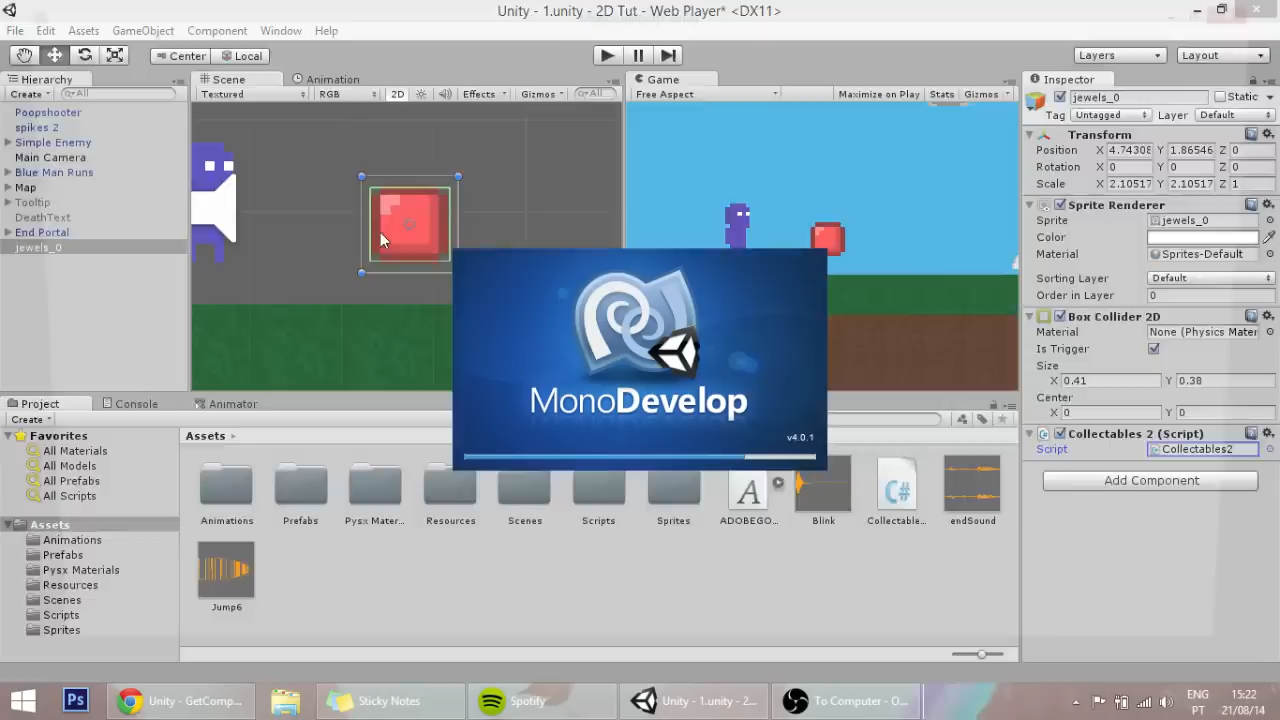 Unity - 1.unity - 2D Tut - Web Player* <DX11>
File Edit Assets GameObject Component Window Help
Center Local Layers Layout
Hierarchy Scene Animation Game Inspector
Create All Textured RGB 2D Effects Gizmos All Free Aspect Maximize on Play Stats Gizmos jewels_0 Static
Tag Untagged Layer Default
Poopshooter
spikes 2
Simple Enemy
Main Camera
Blue Man Runs
Map
Tooltip
DeathText
End Portal
jewels_0
Transform
Position X 4.74308 Y 1.86546 Z 0
Rotation X 0 Y 0 Z 0
Scale X 2.10517 Y 2.10517 Z 1
Sprite Renderer
Sprite jewels_0
Color
Material Sprites-Default
Sorting Layer Default
Order in Layer 0
Box Collider 2D
Material None (Physics Mater
Is Trigger
Size
X 0.41 Y 0.38
Center
X 0 Y 0
Collectables 2 (Script)
Script Collectables2
Add Component
MonoDevelop
v4.0.1
Project Console Animator
Create
Favorites
All Materials
All Models
All Prefabs
All Scripts
Assets
Animations
Prefabs
Pysx Materials
Resources
Scenes
Scripts
Sprites
Assets
A C#
Animations Prefabs Pysx Mater... Resources Scenes Scripts Sprites ADOBEGO... Blink Collectable... endSound
Jump6
Ps Unity - GetComp... Sticky Notes Spotify Unity - 1.unity - 2... To Computer - O...
ENG 15:22
PT 21/08/14